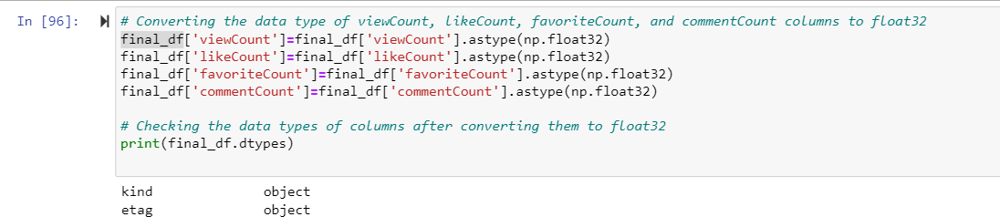 In [96]:
# Converting the data type of viewCount, likeCount, favoriteCount, and commentCount columns to float32
final_df['viewCount']=final_df['viewCount'].astype(np.float32)
final_df['likeCount']=final_df['likeCount'].astype(np.float32)
final_df['favoriteCount']=final_df['favoriteCount'].astype(np.float32)
final_df['commentCount']=final_df['commentCount'].astype(np.float32)
# Checking the data types of columns after converting them to float32
print(final_df.dtypes)
kind object
etag object